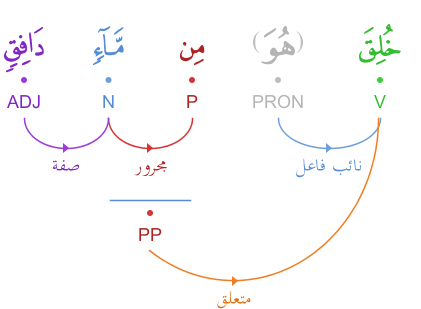 خُلِقَ (هُوَ) مِن مَّآءٍ دَافِقٍ
V PRON P N ADJ
نائب فاعل مجرور صفة
PP
متعلق